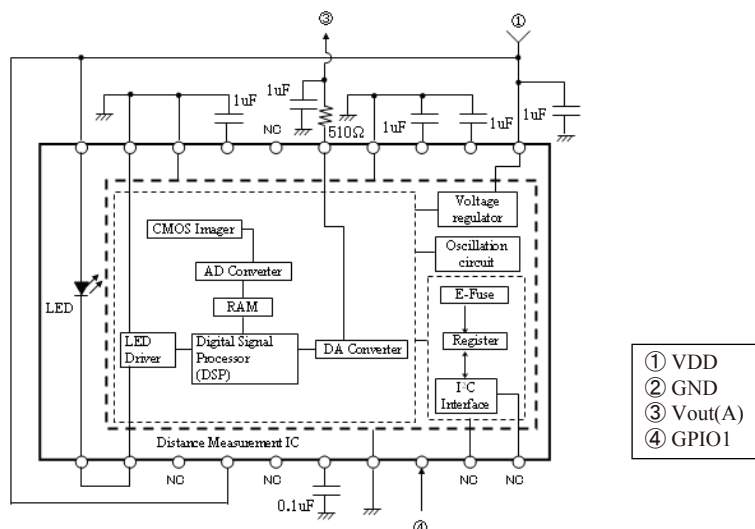 ③
①
1uF
1uF
NC
510Ω
1uF
1uF
1uF
Voltage
regulator
CMOS Imager
Oscillation
circuit
AD Converter
E-Fuse
LED
RAM
LED
Driver
Digital Signal
Processor
(DSP)
DA Converter
Register
I²C
Interface
Distance Measurement IC
NC
NC
NC
NC
0.1uF
④
① VDD
② GND
③ Vout(A)
④ GPIO1